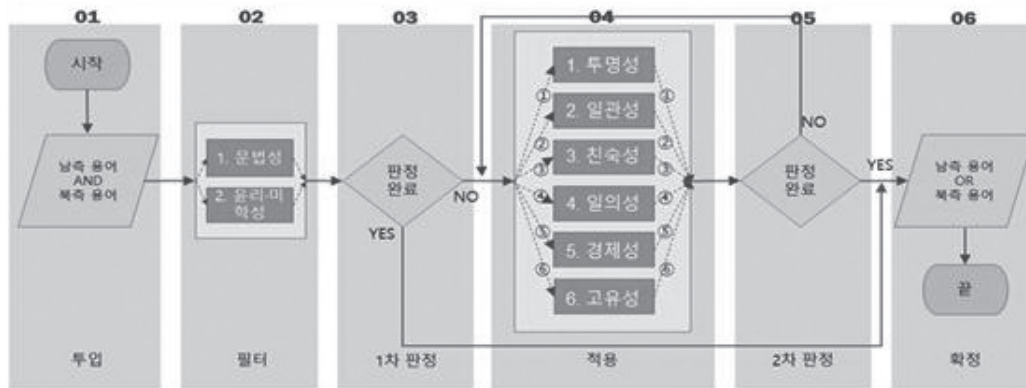 01
02
03
04
05
06
시작
남측 용어
AND
북측 용어
1. 문법성
2. 윤리·미
학성
판정
완료
NO
YES
1. 투명성
2. 일관성
3. 친숙성
4. 일의성
5. 경제성
6. 고유성
①
②
③
④
⑤
⑥
①
②
③
④
⑤
⑥
판정
완료
NO
YES
남측 용어
OR
북측 용어
끝
투입
필터
1차 판정
적용
2차 판정
확정